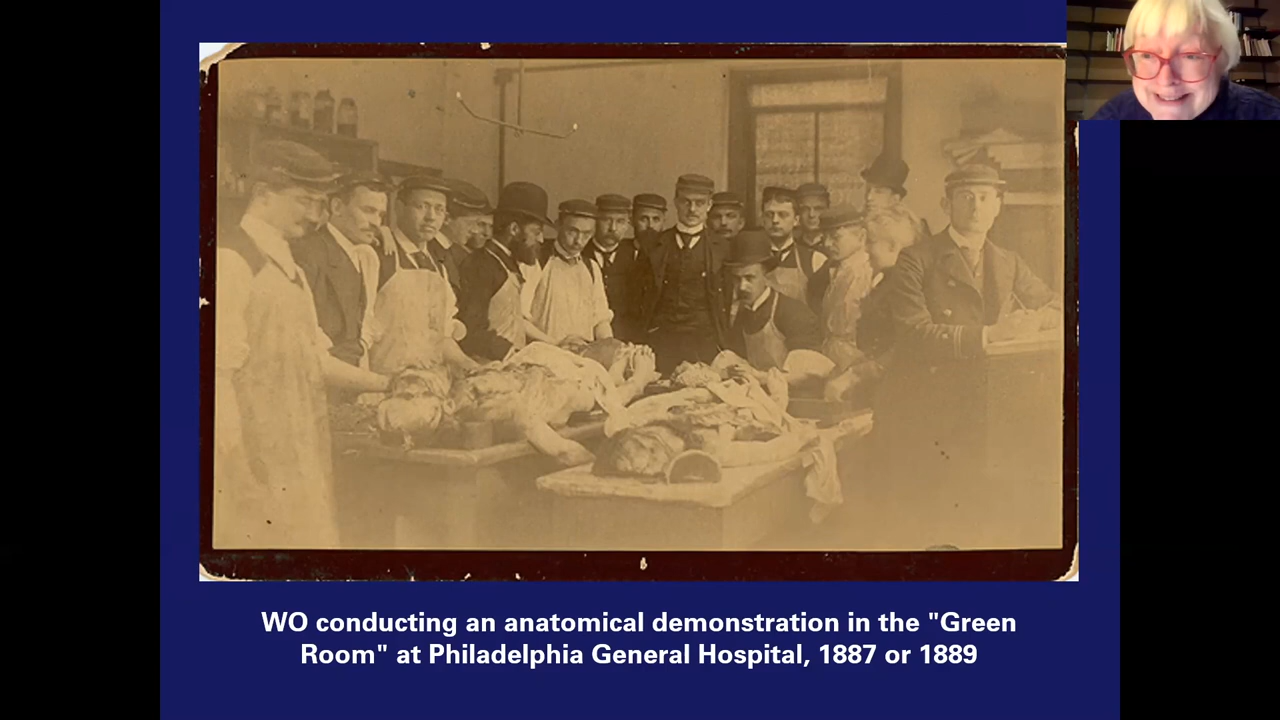 WO conducting an anatomical demonstration in the "Green
Room" at Philadelphia General Hospital, 1887 or 1889